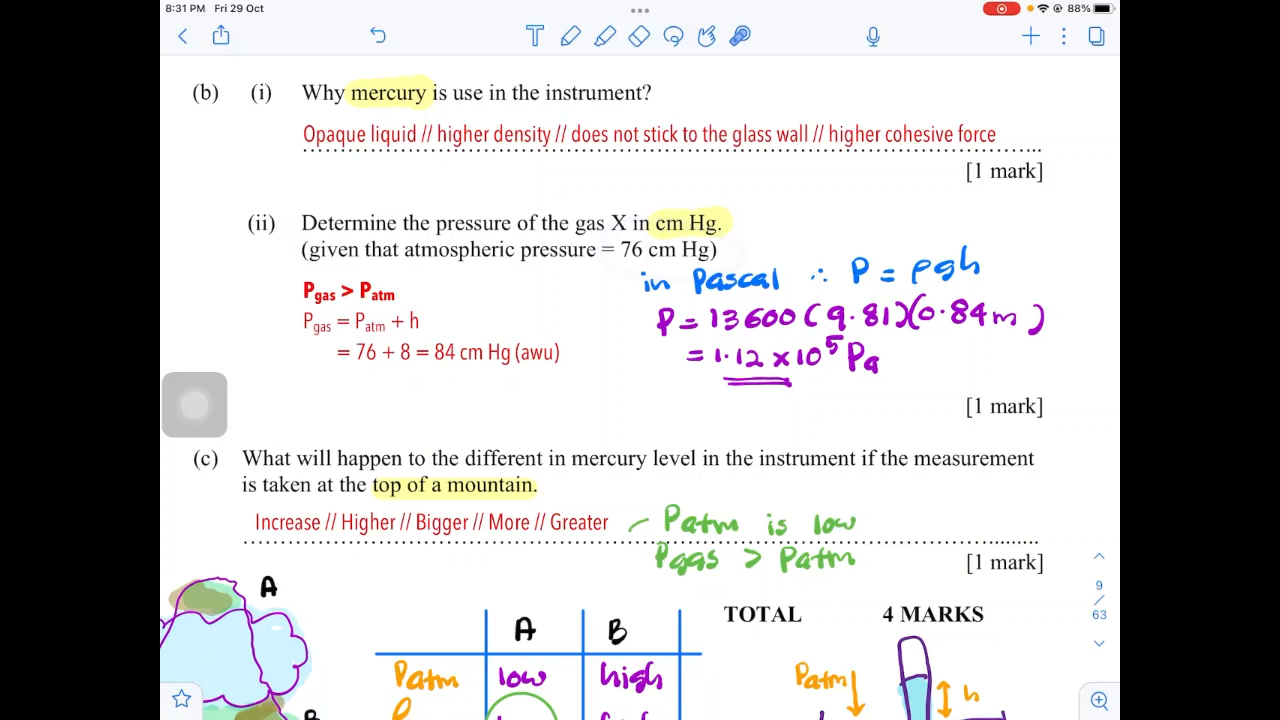 8:31 PM Fri 29 Oct
88%
(b) (i) Why mercury is use in the instrument?
Opaque liquid // higher density // does not stick to the glass wall // higher cohesive force
[1 mark]
(ii) Determine the pressure of the gas X in cm Hg.
(given that atmospheric pressure = 76 cm Hg)
in Pascal ∴ P = ρgh
Pgas > Patm
P = 13600 (9.81)(0.84m)
Pgas = Patm + h
= 76 + 8 = 84 cm Hg (awu)
= 1.12 x 10⁵ Pa
[1 mark]
(c) What will happen to the different in mercury level in the instrument if the measurement
is taken at the top of a mountain.
Increase // Higher // Bigger // More // Greater
Patm is low
Pgas > Patm
[1 mark]
9
/
63
A
TOTAL 4 MARKS
A B
Patm low high
Patm
h